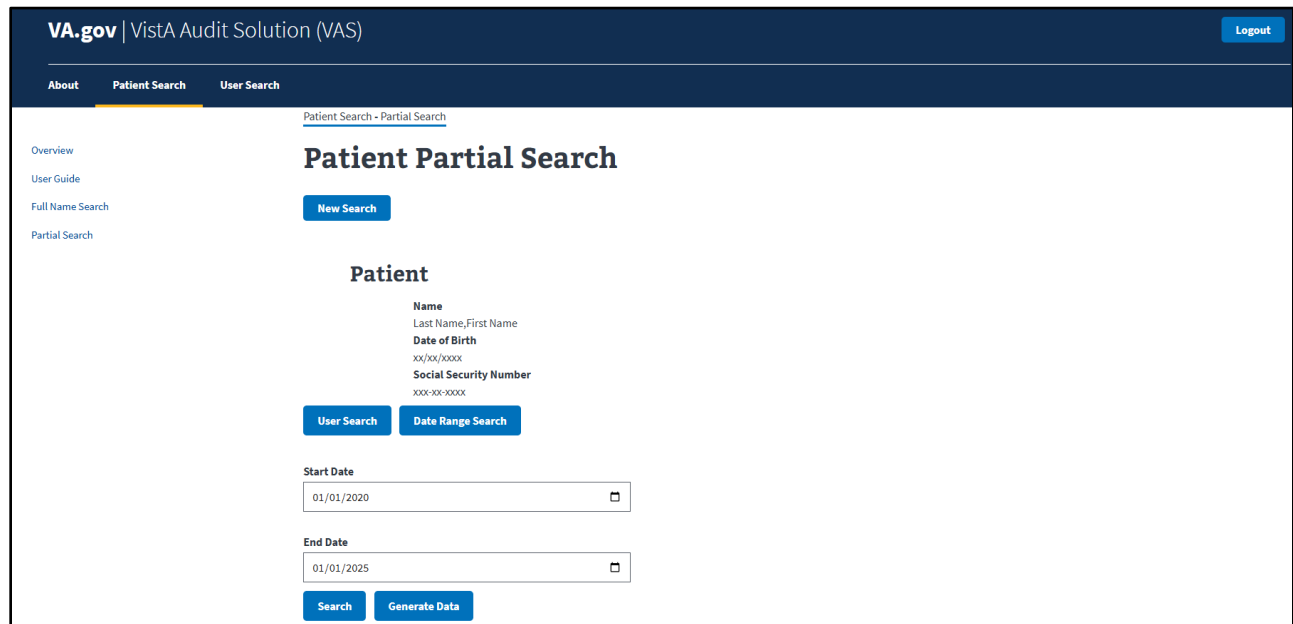 VA.gov | VistA Audit Solution (VAS)
Logout
About Patient Search User Search
Patient Search - Partial Search
Overview
User Guide
Full Name Search
Partial Search
Patient Partial Search
New Search
Patient
Name
Last Name,First Name
Date of Birth
xx/xx/xxxx
Social Security Number
xxx-xx-xxxx
User Search Date Range Search
Start Date
01/01/2020
End Date
01/01/2025
Search Generate Data